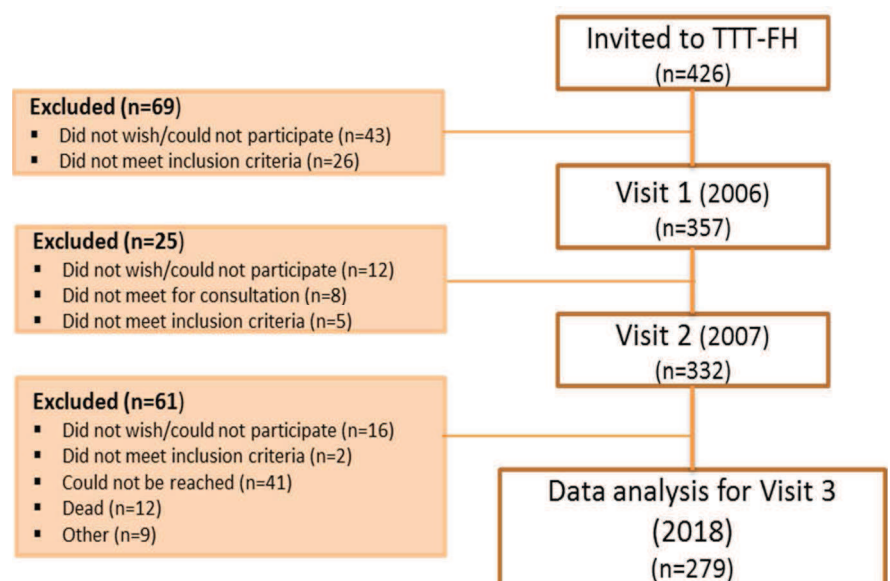 Invited to TTT-FH
(n=426)
Excluded (n=69)
▪ Did not wish/could not participate (n=43)
▪ Did not meet inclusion criteria (n=26)
Visit 1 (2006)
(n=357)
Excluded (n=25)
▪ Did not wish/could not participate (n=12)
▪ Did not meet for consultation (n=8)
▪ Did not meet inclusion criteria (n=5)
Visit 2 (2007)
(n=332)
Excluded (n=61)
▪ Did not wish/could not participate (n=16)
▪ Did not meet inclusion criteria (n=2)
▪ Could not be reached (n=41)
▪ Dead (n=12)
▪ Other (n=9)
Data analysis for Visit 3
(2018)
(n=279)